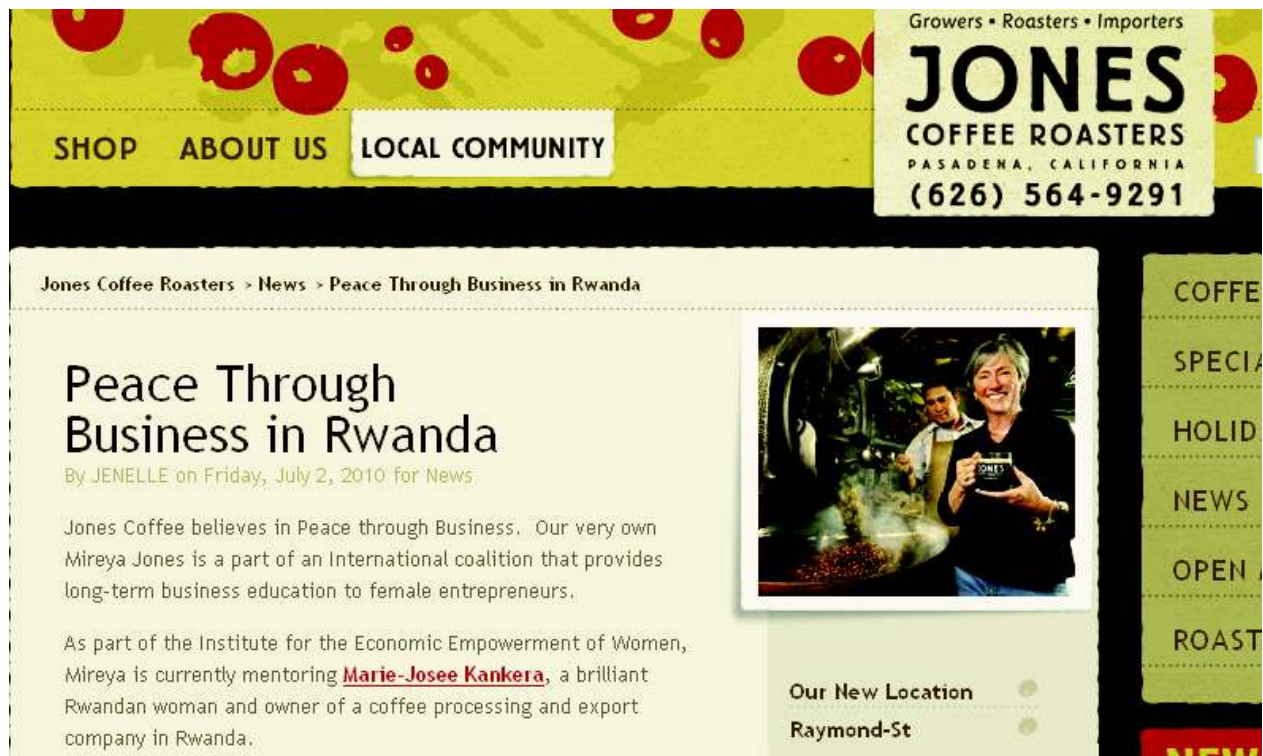 Growers • Roasters • Importers
JONES
COFFEE ROASTERS
PASADENA, CALIFORNIA
(626) 564-9291
SHOP ABOUT US LOCAL COMMUNITY
Jones Coffee Roasters > News > Peace Through Business in Rwanda
Peace Through
Business in Rwanda
By JENELLE on Friday, July 2, 2010 for News
Jones Coffee believes in Peace through Business. Our very own
Mireya Jones is a part of an International coalition that provides
long-term business education to female entrepreneurs.
As part of the Institute for the Economic Empowerment of Women,
Mireya is currently mentoring Marie-Josee Kankera, a brilliant
Rwandan woman and owner of a coffee processing and export
company in Rwanda.
JONES
Our New Location
Raymond-St
COFFE
SPECIA
HOLID
NEWS
OPEN
ROAST
NEW